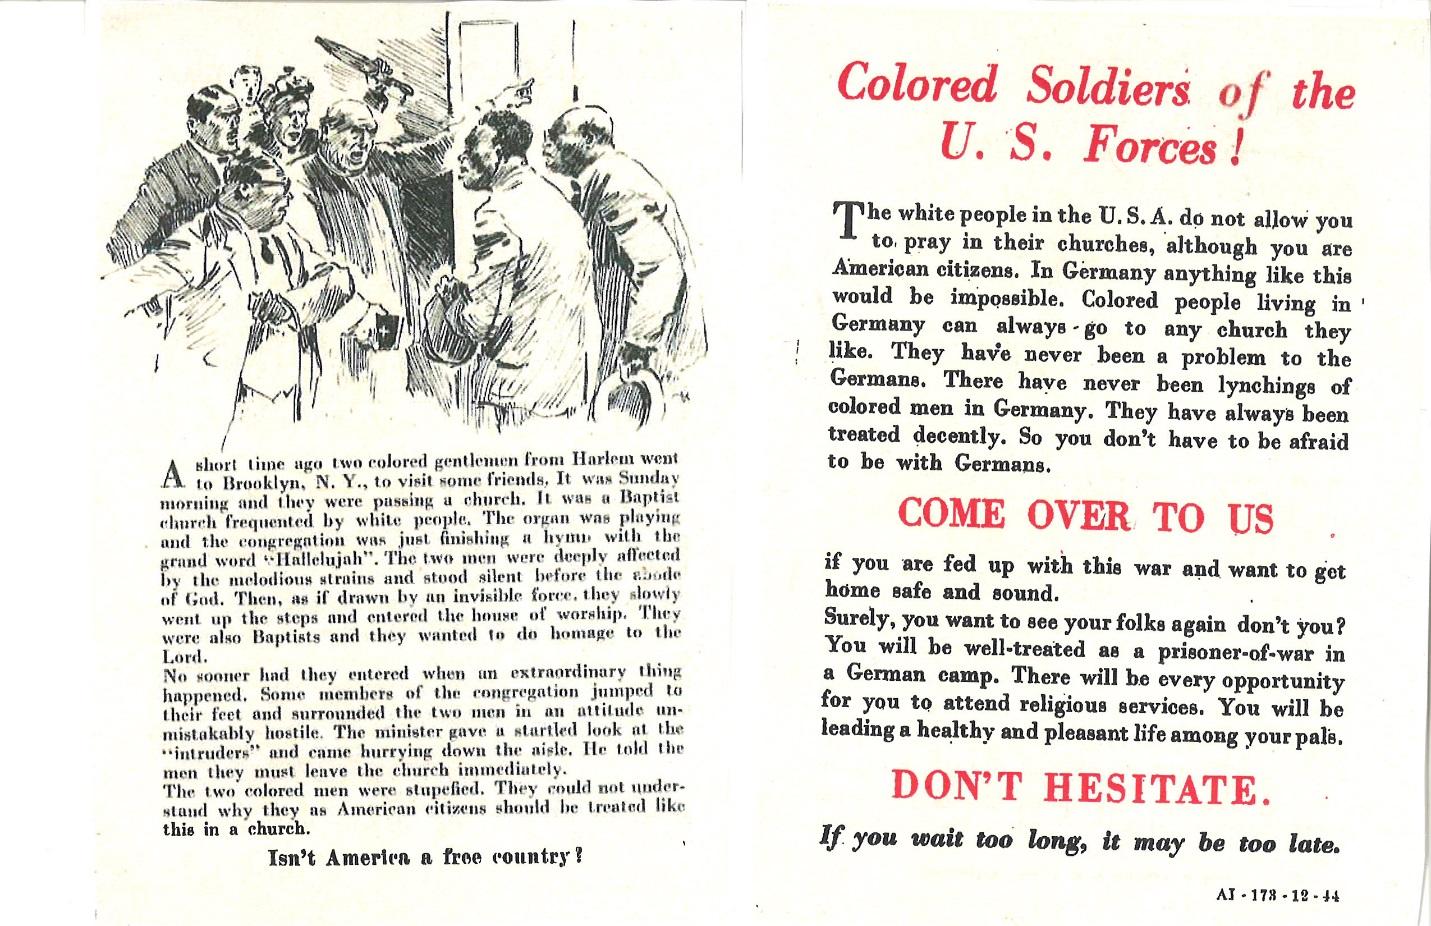 A short time ago two colored gentlemen from Harlem went
to Brooklyn, N. Y., to visit some friends. It was Sunday
morning and they were passing a church. It was a Baptist
church frequented by white people. The organ was playing
and the congregation was just finishing a hymn with the
grand word "Hallelujah". The two men were deeply affected
by the melodious strains and stood silent before the abode
of God. Then, as if drawn by an invisible force, they slowly
went up the steps and entered the house of worship. They
were also Baptists and they wanted to do homage to the
Lord.
No sooner had they entered when an extraordinary thing
happened. Some members of the congregation jumped to
their feet and surrounded the two men in an attitude un-
mistakably hostile. The minister gave a startled look at the
"intruders" and came hurrying down the aisle. He told the
men they must leave the church immediately.
The two colored men were stupefied. They could not under-
stand why they as American citizens should be treated like
this in a church.
Isn't America a free country?
Colored Soldiers of the
U. S. Forces!
The white people in the U. S. A. do not allow you
to pray in their churches, although you are
American citizens. In Germany anything like this
would be impossible. Colored people living in
Germany can always go to any church they
like. They have never been a problem to the
Germans. There have never been lynchings of
colored men in Germany. They have always been
treated decently. So you don't have to be afraid
to be with Germans.
COME OVER TO US
if you are fed up with this war and want to get
home safe and sound.
Surely, you want to see your folks again don't you?
You will be well-treated as a prisoner-of-war in
a German camp. There will be every opportunity
for you to attend religious services. You will be
leading a healthy and pleasant life among your pals.
DON'T HESITATE.
If you wait too long, it may be too late.
AI - 173 - 12 - 44